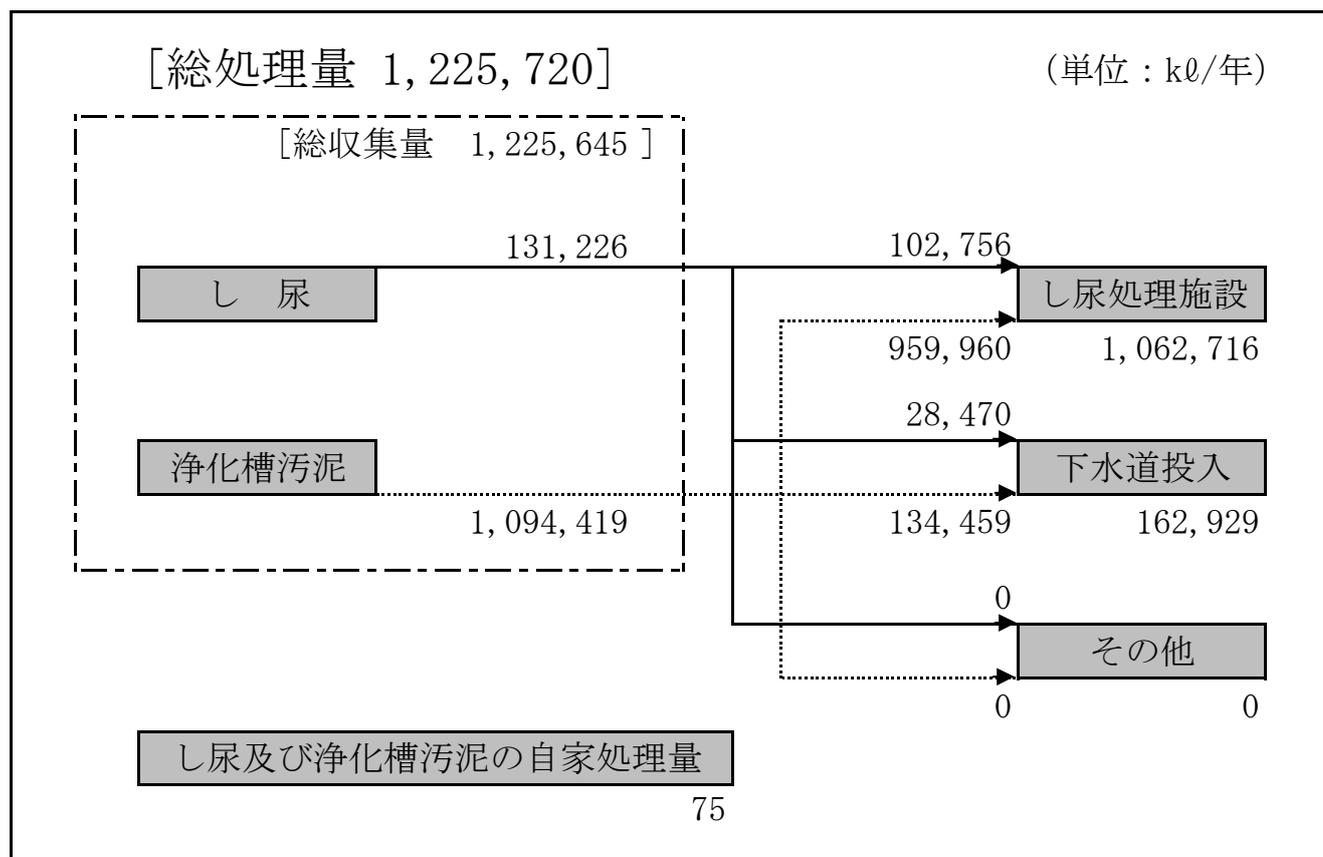 [総処理量 1,225,720]
(単位:kℓ/年)
[総収集量 1,225,645 ]
131,226
102,756
し 尿
し尿処理施設
959,960
1,062,716
28,470
浄化槽汚泥
下水道投入
1,094,419
134,459
162,929
0
その他
0
0
し尿及び浄化槽汚泥の自家処理量
75